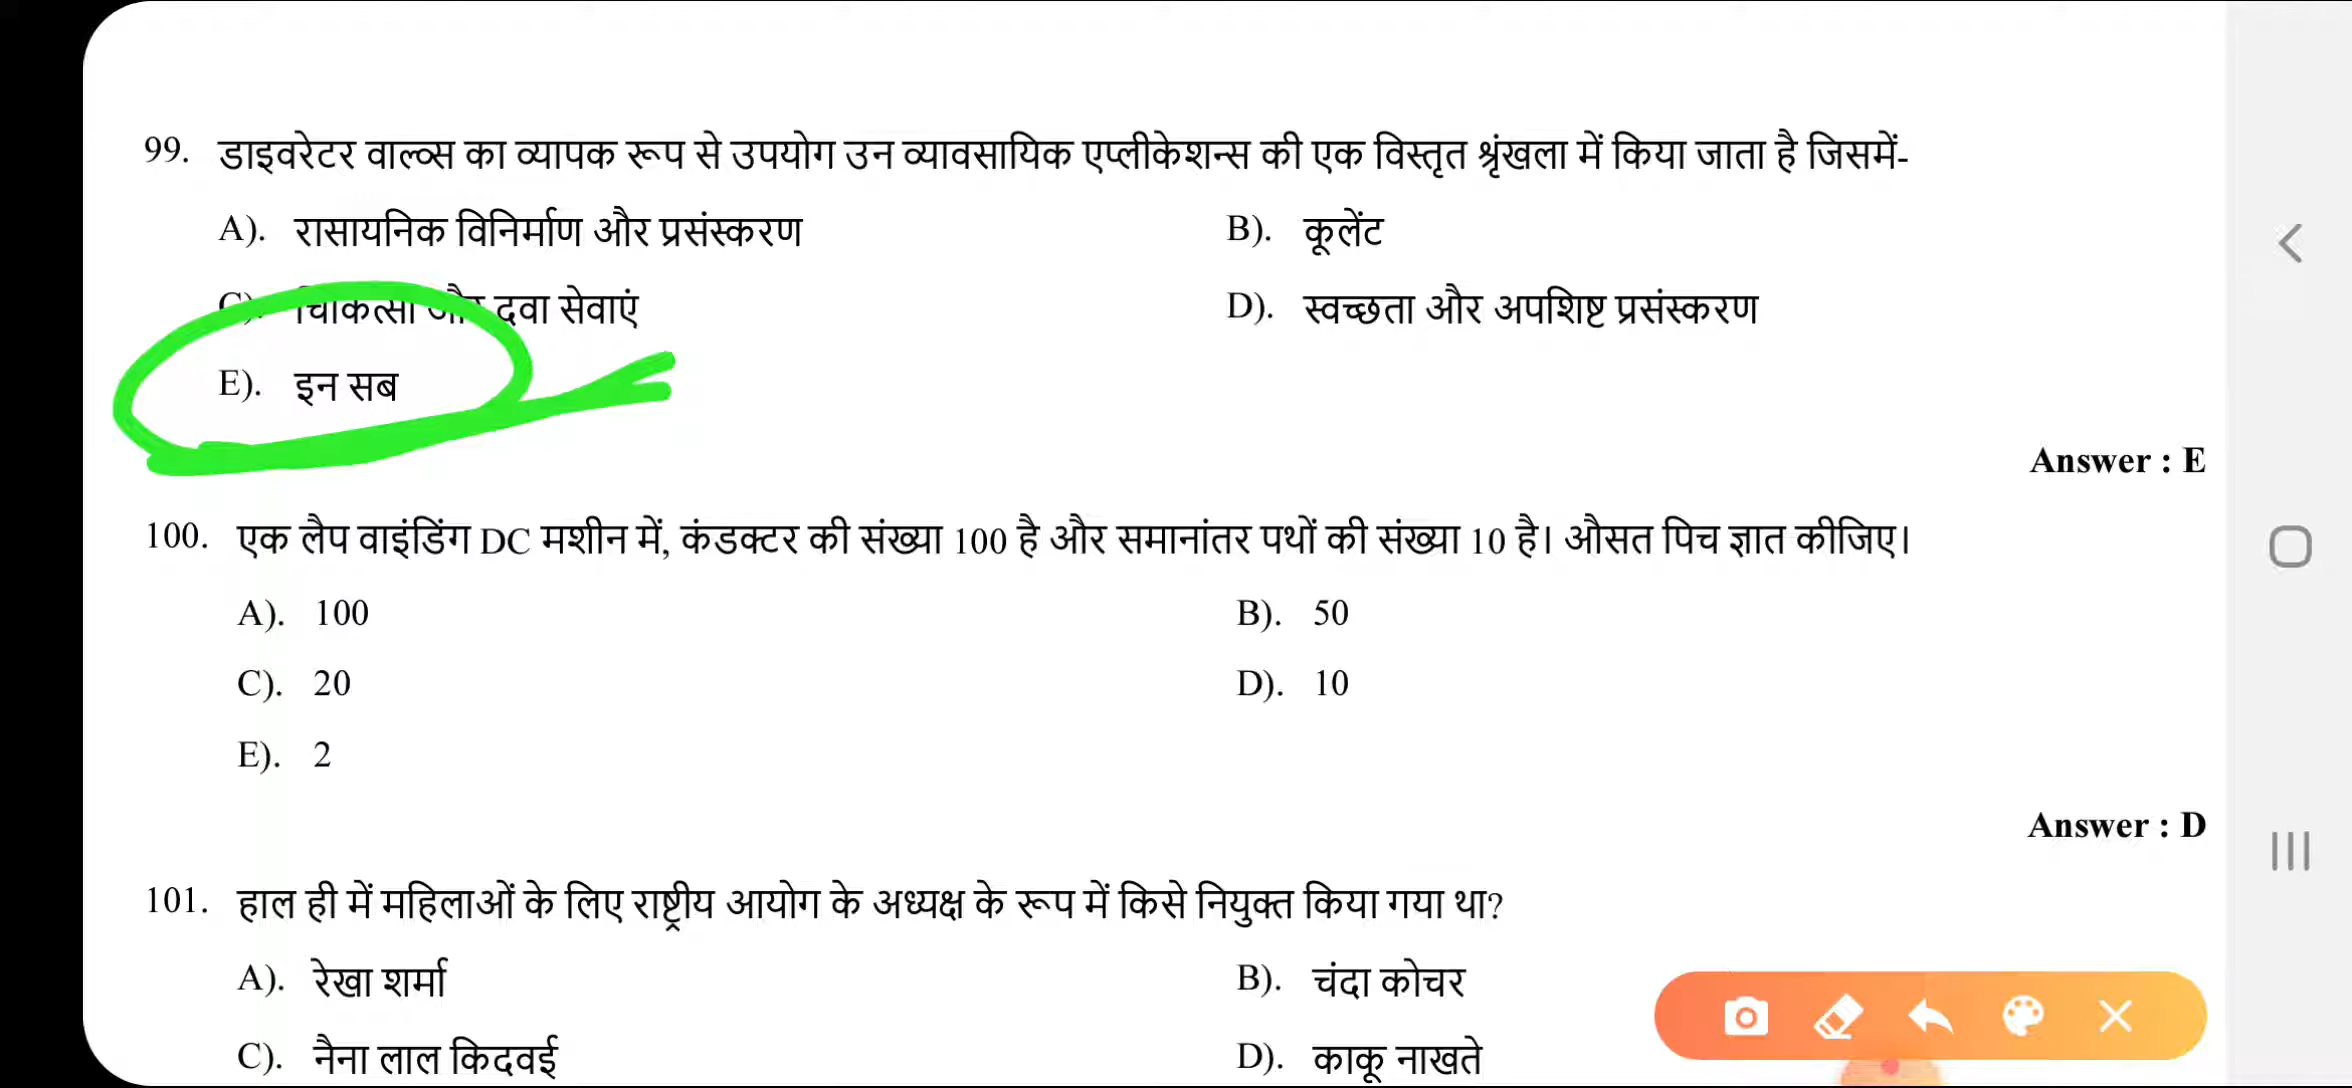 99. डाइवरेटर वाल्व्स का व्यापक रूप से उपयोग उन व्यावसायिक एप्लीकेशन्स की एक विस्तृत श्रृंखला में किया जाता है जिसमें-
A). रासायनिक विनिर्माण और प्रसंस्करण B). कूलेंट
C). चिकित्सा और दवा सेवाएं D). स्वच्छता और अपशिष्ट प्रसंस्करण
E). इन सब
Answer : E
100. एक लैप वाइंडिंग DC मशीन में, कंडक्टर की संख्या 100 है और समानांतर पथों की संख्या 10 है। औसत पिच ज्ञात कीजिए।
A). 100 B). 50
C). 20 D). 10
E). 2
Answer : D
101. हाल ही में महिलाओं के लिए राष्ट्रीय आयोग के अध्यक्ष के रूप में किसे नियुक्त किया गया था?
A). रेखा शर्मा B). चंदा कोचर
C). नैना लाल किदवई D). काकू नाखते